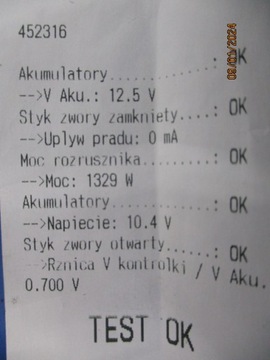 452316
: OK
Akumulatory............
-->V Aku.: 12.5 V
Styk zwory zamkniety....: OK
-->Uplyw pradu: 0 mA
Moc rozrusznika.........: OK
-->Moc: 1329 W
Akumulatory.............: OK
-->Napiecie: 10.4 V
Styk zwory otwarty......: OK
-->Rznica V kontrolki / V Aku.
0.700 V
TEST OK